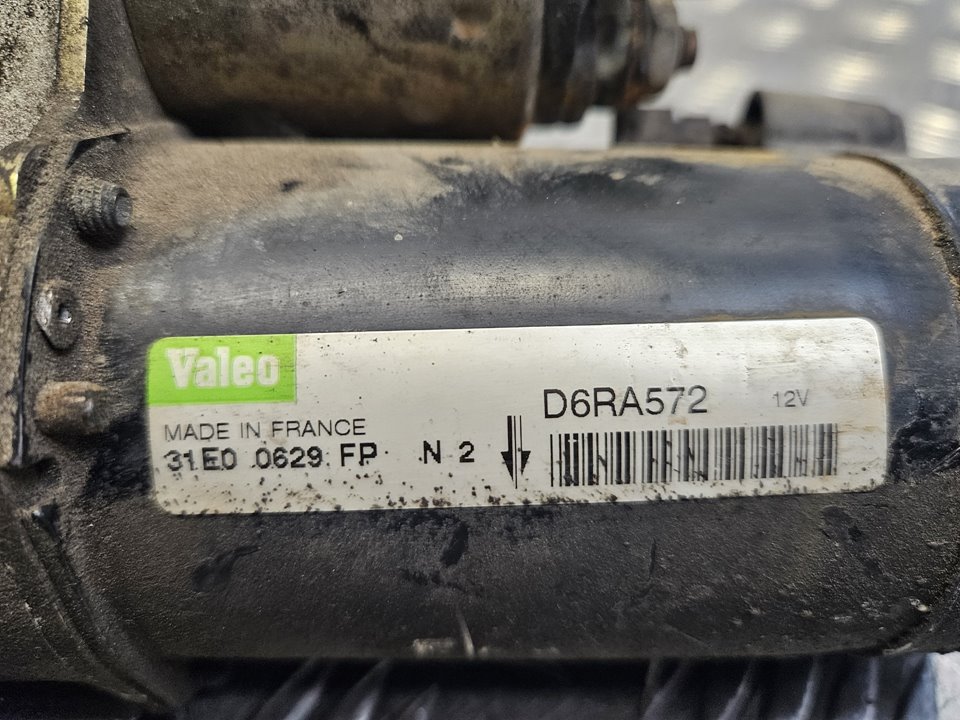 Valeo
D6RA572 12V
MADE IN FRANCE
31E0 0629 FP N 2